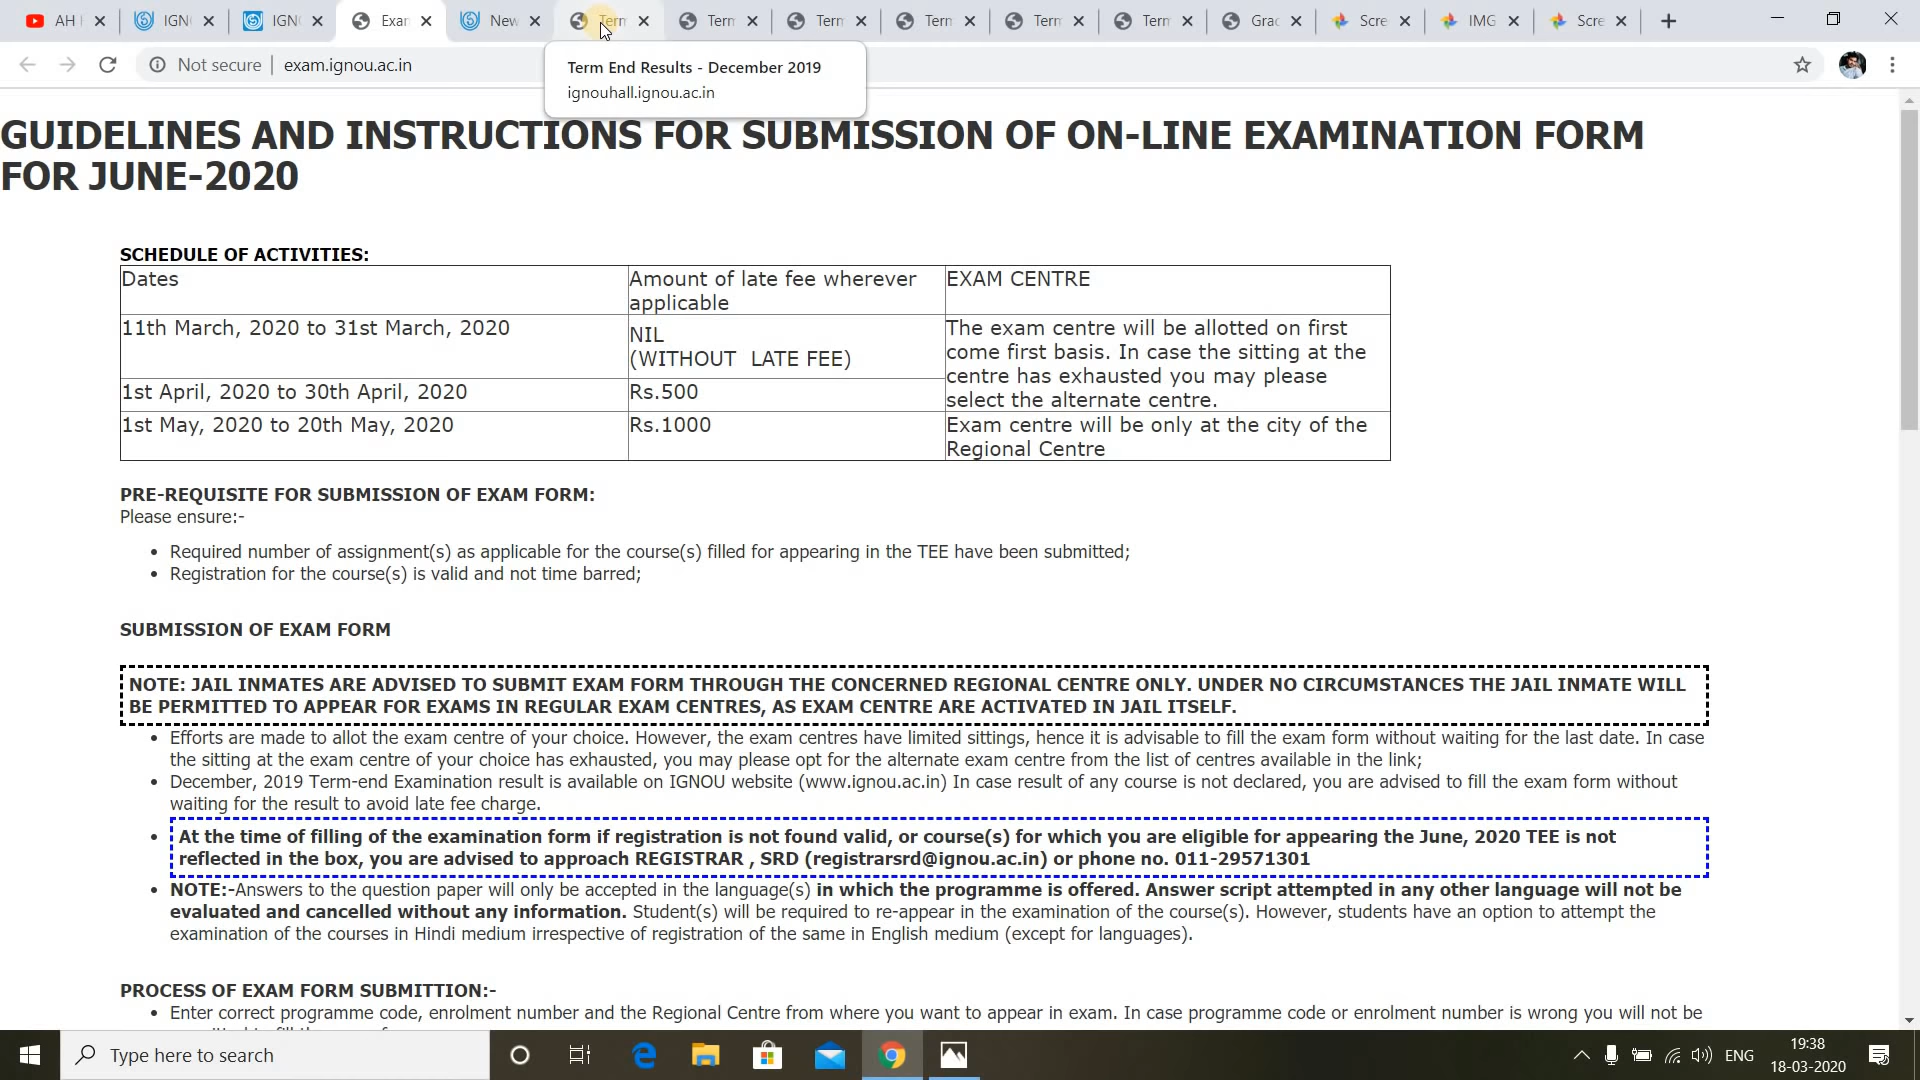 AH
IGN
IGN
Exar
New
Term
Term
Term
Term
Term
Term
Grac
Scre
IMG
Scre
Not secure
exam.ignou.ac.in
Term End Results - December 2019
ignouhall.ignou.ac.in
GUIDELINES AND INSTRUCTIONS FOR SUBMISSION OF ON-LINE EXAMINATION FORM
FOR JUNE-2020
SCHEDULE OF ACTIVITIES:
Dates
Amount of late fee wherever
applicable
EXAM CENTRE
11th March, 2020 to 31st March, 2020
NIL
(WITHOUT LATE FEE)
The exam centre will be allotted on first
come first basis. In case the sitting at the
centre has exhausted you may please
select the alternate centre.
1st April, 2020 to 30th April, 2020
Rs.500
1st May, 2020 to 20th May, 2020
Rs.1000
Exam centre will be only at the city of the
Regional Centre
PRE-REQUISITE FOR SUBMISSION OF EXAM FORM:
Please ensure:-
• Required number of assignment(s) as applicable for the course(s) filled for appearing in the TEE have been submitted;
• Registration for the course(s) is valid and not time barred;
SUBMISSION OF EXAM FORM
NOTE: JAIL INMATES ARE ADVISED TO SUBMIT EXAM FORM THROUGH THE CONCERNED REGIONAL CENTRE ONLY. UNDER NO CIRCUMSTANCES THE JAIL INMATE WILL
BE PERMITTED TO APPEAR FOR EXAMS IN REGULAR EXAM CENTRES, AS EXAM CENTRE ARE ACTIVATED IN JAIL ITSELF.
• Efforts are made to allot the exam centre of your choice. However, the exam centres have limited sittings, hence it is advisable to fill the exam form without waiting for the last date. In case
the sitting at the exam centre of your choice has exhausted, you may please opt for the alternate exam centre from the list of centres available in the link;
• December, 2019 Term-end Examination result is available on IGNOU website (www.ignou.ac.in) In case result of any course is not declared, you are advised to fill the exam form without
waiting for the result to avoid late fee charge.
• At the time of filling of the examination form if registration is not found valid, or course(s) for which you are eligible for appearing the June, 2020 TEE is not
reflected in the box, you are advised to approach REGISTRAR , SRD (registrarsrd@ignou.ac.in) or phone no. 011-29571301
• NOTE:-Answers to the question paper will only be accepted in the language(s) in which the programme is offered. Answer script attempted in any other language will not be
evaluated and cancelled without any information. Student(s) will be required to re-appear in the examination of the course(s). However, students have an option to attempt the
examination of the courses in Hindi medium irrespective of registration of the same in English medium (except for languages).
PROCESS OF EXAM FORM SUBMITTION:-
• Enter correct programme code, enrolment number and the Regional Centre from where you want to appear in exam. In case programme code or enrolment number is wrong you will not be
Type here to search
ENG
19:38
18-03-2020